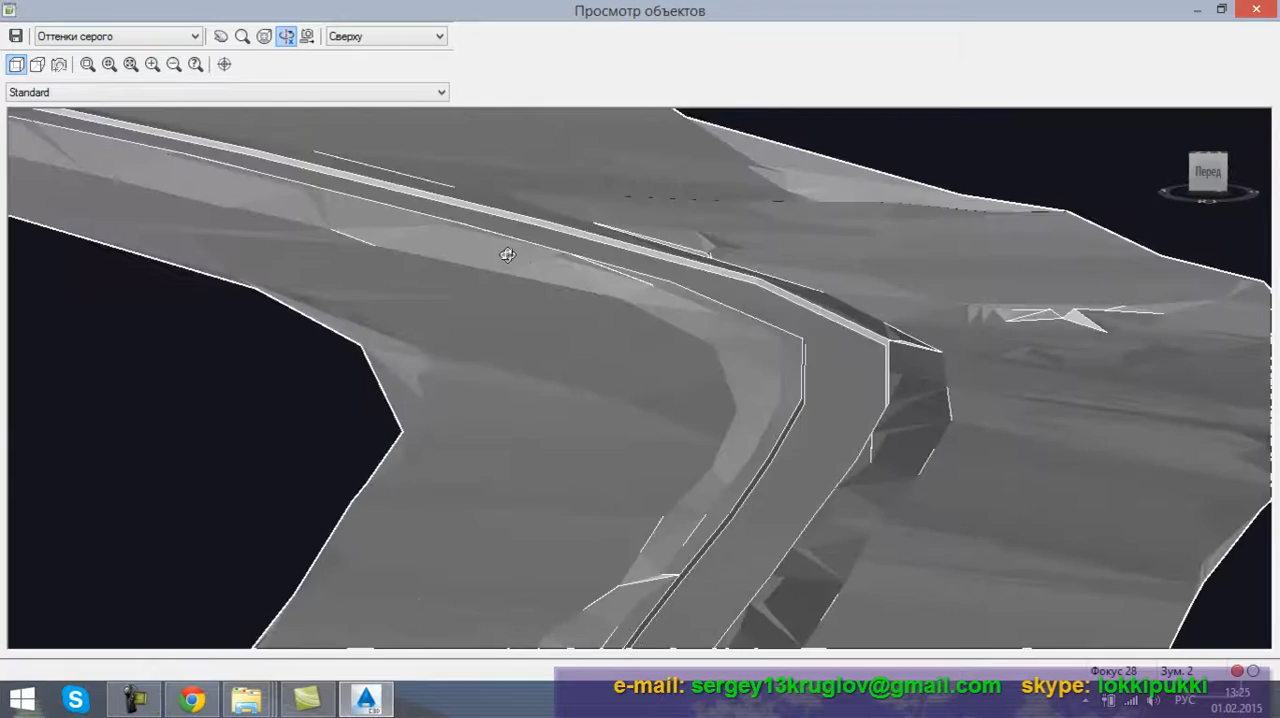 Просмотр объектов
Оттенки серого
Сверху
Standard
Перед
Фокус 28 Зум. 2
e-mail: sergey13kruglov@gmail.com skype: lokkipukki
РУС
13:25
01.02.2015